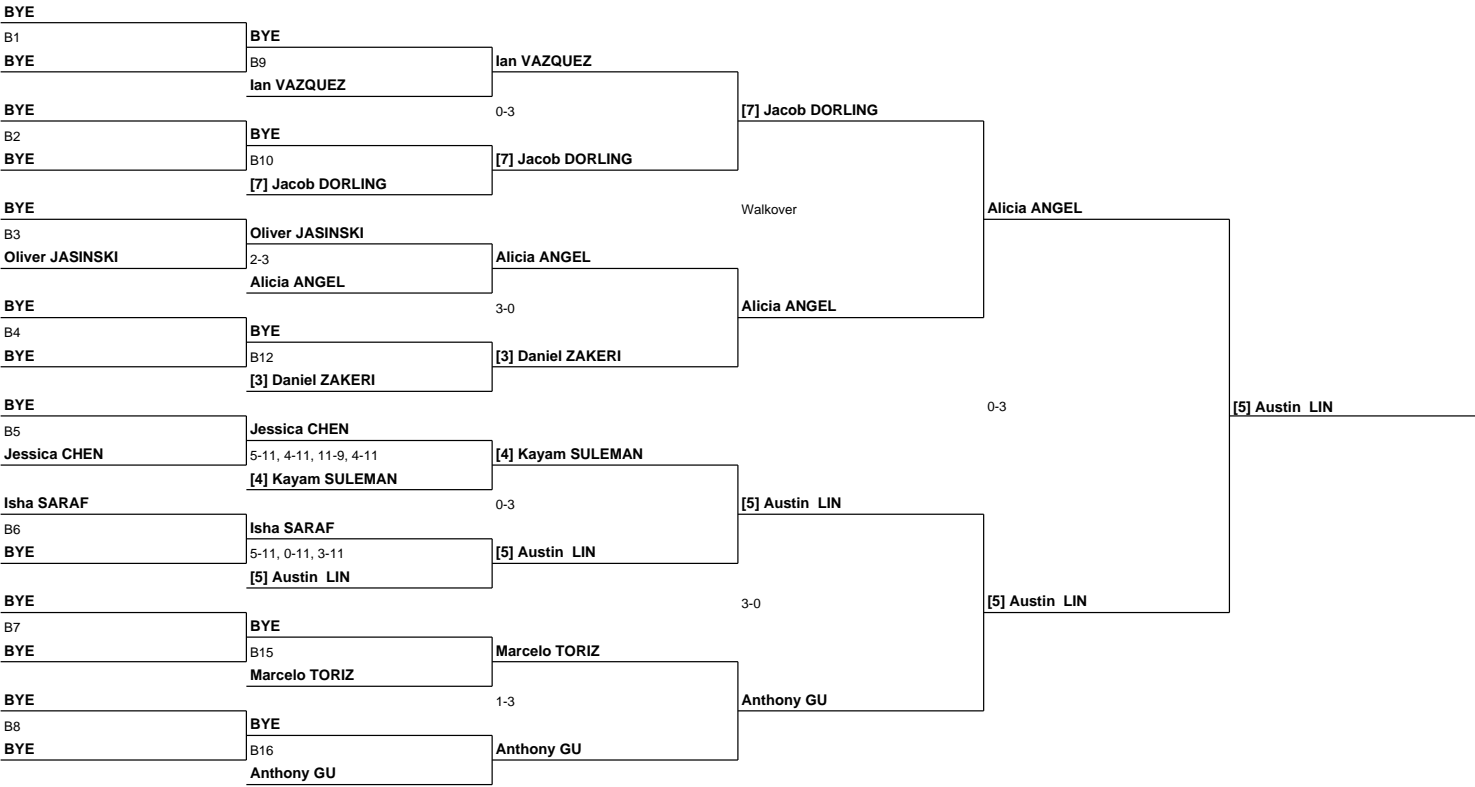 BYE
B1
BYE
BYE
B9
Ian VAZQUEZ
Ian VAZQUEZ
BYE
B2
BYE
0-3
[7] Jacob DORLING
BYE
B10
[7] Jacob DORLING
[7] Jacob DORLING
BYE
B3
Oliver JASINSKI
Walkover
Alicia ANGEL
Oliver JASINSKI
2-3
Alicia ANGEL
Alicia ANGEL
BYE
B4
BYE
3-0
Alicia ANGEL
BYE
B12
[3] Daniel ZAKERI
[3] Daniel ZAKERI
BYE
B5
Jessica CHEN
0-3
[5] Austin LIN
Jessica CHEN
5-11, 4-11, 11-9, 4-11
[4] Kayam SULEMAN
[4] Kayam SULEMAN
Isha SARAF
B6
BYE
0-3
[5] Austin LIN
Isha SARAF
5-11, 0-11, 3-11
[5] Austin LIN
[5] Austin LIN
BYE
B7
BYE
3-0
[5] Austin LIN
BYE
B15
Marcelo TORIZ
Marcelo TORIZ
BYE
B8
BYE
1-3
Anthony GU
BYE
B16
Anthony GU
Anthony GU